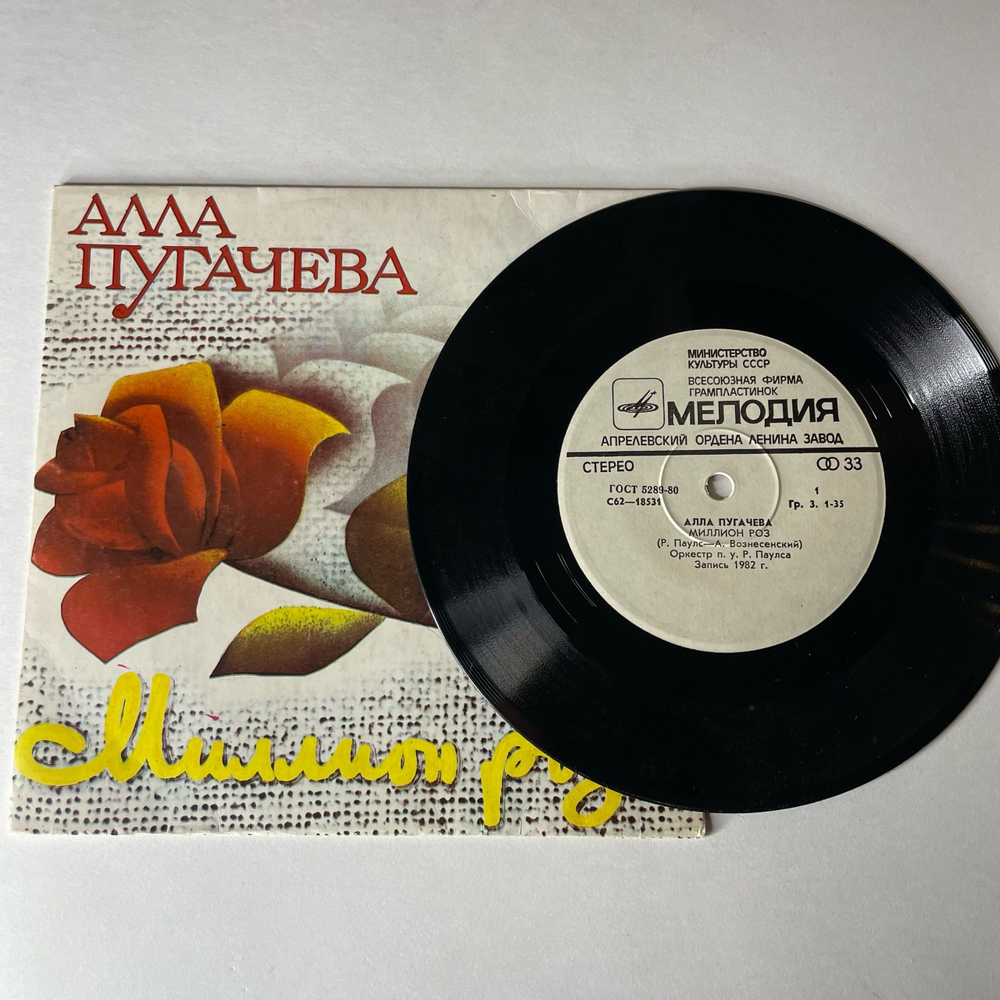 АЛЛА
ПУГАЧЕВА
Миллион
МИНИСТЕРСТВО
КУЛЬТУРЫ СССР
ВСЕСОЮЗНАЯ ФИРМА
ГРАМПЛАСТИНОК
МЕЛОДИЯ
АПРЕЛЕВСКИЙ ОРДЕНА ЛЕНИНА ЗАВОД
СТЕРЕО 33
ГОСТ 5289-80 1
С62—18531 Гр. 3. 1-35
АЛЛА ПУГАЧЕВА
МИЛЛИОН РОЗ
(Р. Паулс—А. Вознесенский)
Оркестр п. у. Р. Паулса
Запись 1982 г.